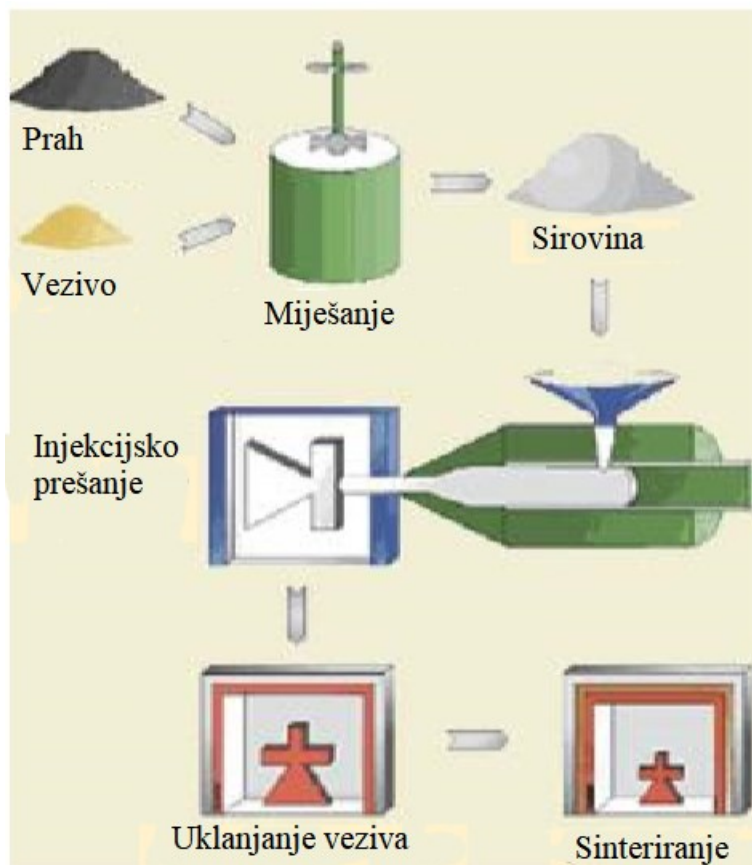 Prah
Vezivo
Miješanje
Sirovina
Injekcijsko
prešanje
Uklanjanje veziva
Sinteriranje